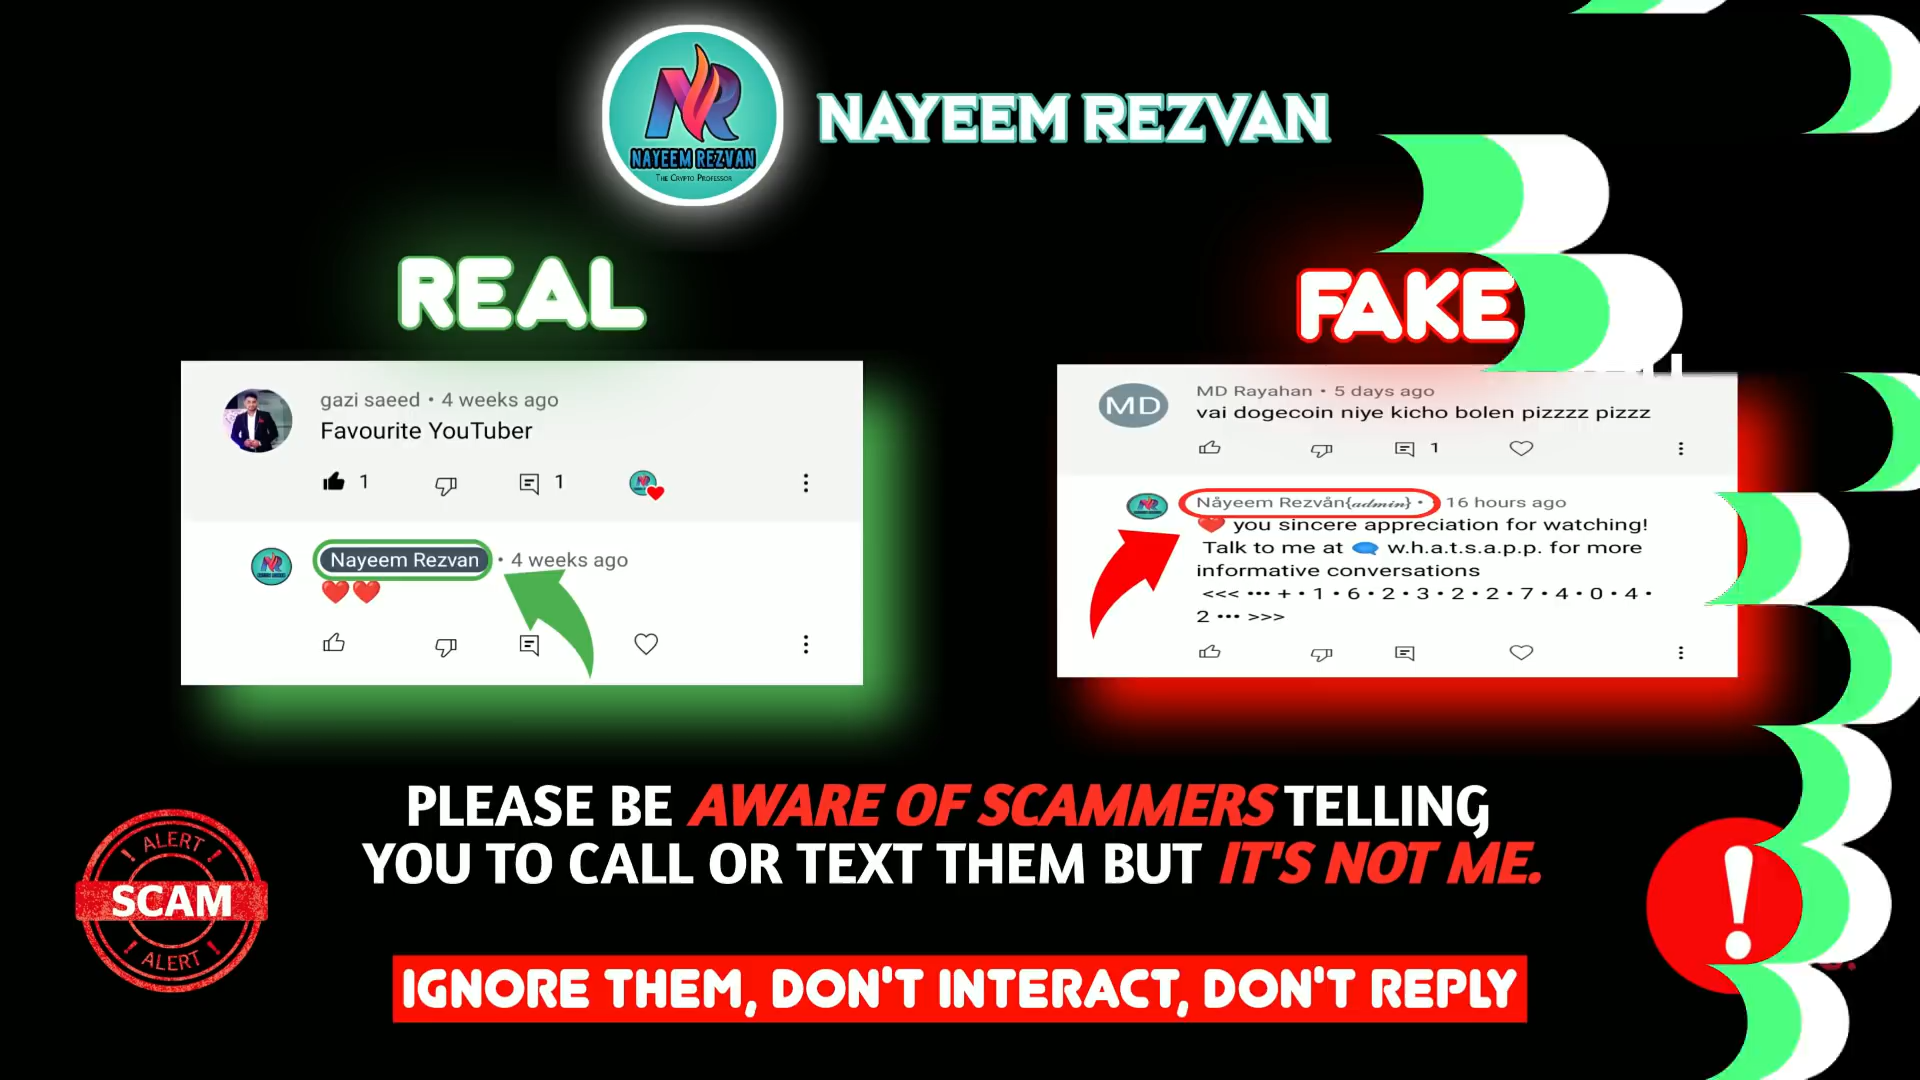 NAYEEM REZVAN
THE CRYPTO PROFESSOR
NAYEEM REZVAN
REAL
FAKE
gazi saeed • 4 weeks ago
Favourite YouTuber
1
1
Nayeem Rezvan • 4 weeks ago
MD
MD Rayahan • 5 days ago
vai dogecoin niye kicho bolen pizzzz pizzz
1
Nåyeem Rezvån{𝓪𝓭𝓶𝓲𝓷} • 16 hours ago
❤️ you sincere appreciation for watching!
Talk to me at 🗨️ w.h.a.t.s.a.p.p. for more
informative conversations
<<< ••• + • 1 • 6 • 2 • 3 • 2 • 2 • 7 • 4 • 0 • 4 •
2 ••• >>>
PLEASE BE AWARE OF SCAMMERS TELLING
YOU TO CALL OR TEXT THEM BUT IT'S NOT ME.
ALERT
SCAM
ALERT
IGNORE THEM, DON'T INTERACT, DON'T REPLY